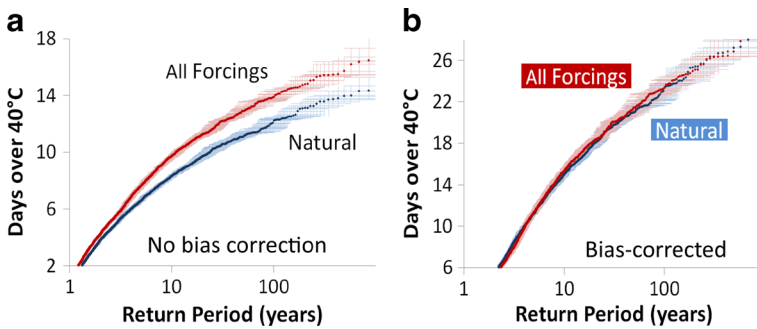 a
18
14
10
6
2
Days over 40°C
All Forcings
Natural
No bias correction
1
10
100
Return Period (years)
b
26
22
18
14
10
6
Days over 40°C
All Forcings
Natural
Bias-corrected
1
10
100
Return Period (years)